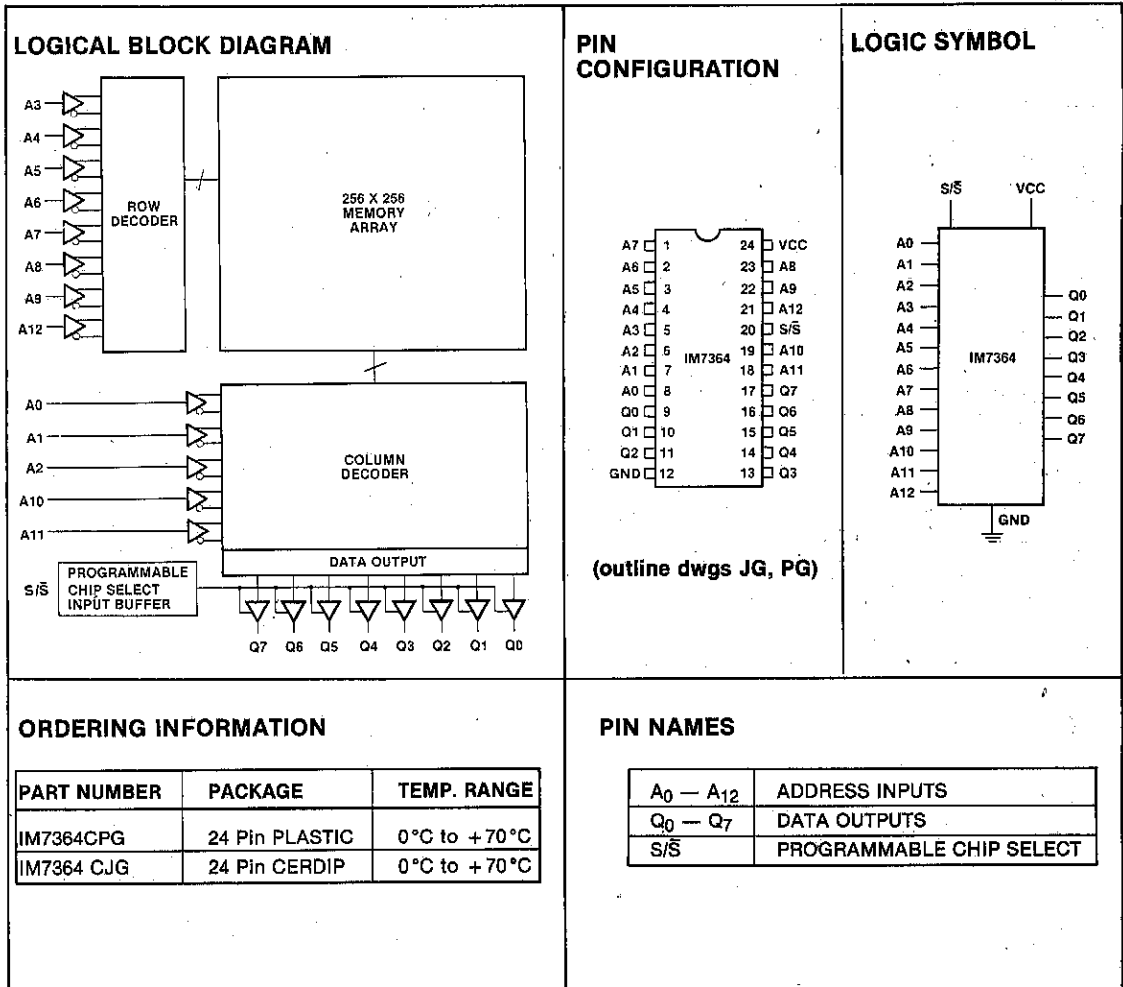 LOGICAL BLOCK DIAGRAM
A3
A4
A5
A6
A7
A8
A9
A12
ROW
DECODER
256 X 256
MEMORY
ARRAY
A0
A1
A2
A10
A11
COLUMN
DECODER
DATA OUTPUT
S/S̅
PROGRAMMABLE
CHIP SELECT
INPUT BUFFER
Q7 Q6 Q5 Q4 Q3 Q2 Q1 Q0
PIN
CONFIGURATION
A7 1 24 VCC
A6 2 23 A8
A5 3 22 A9
A4 4 21 A12
A3 5 20 S/S̅
A2 6 19 A10
IM7364
A1 7 18 A11
A0 8 17 Q7
Q0 9 16 Q6
Q1 10 15 Q5
Q2 11 14 Q4
GND 12 13 Q3
(outline dwgs JG, PG)
LOGIC SYMBOL
S/S̅ VCC
A0
A1
A2
A3
A4
A5
A6
A7
A8
A9
A10
A11
A12
IM7364
Q0
Q1
Q2
Q3
Q4
Q5
Q6
Q7
GND
ORDERING INFORMATION
PART NUMBER PACKAGE TEMP. RANGE
IM7364CPG 24 Pin PLASTIC 0°C to +70°C
IM7364 CJG 24 Pin CERDIP 0°C to +70°C
PIN NAMES
A0 — A12 ADDRESS INPUTS
Q0 — Q7 DATA OUTPUTS
S/S̅ PROGRAMMABLE CHIP SELECT